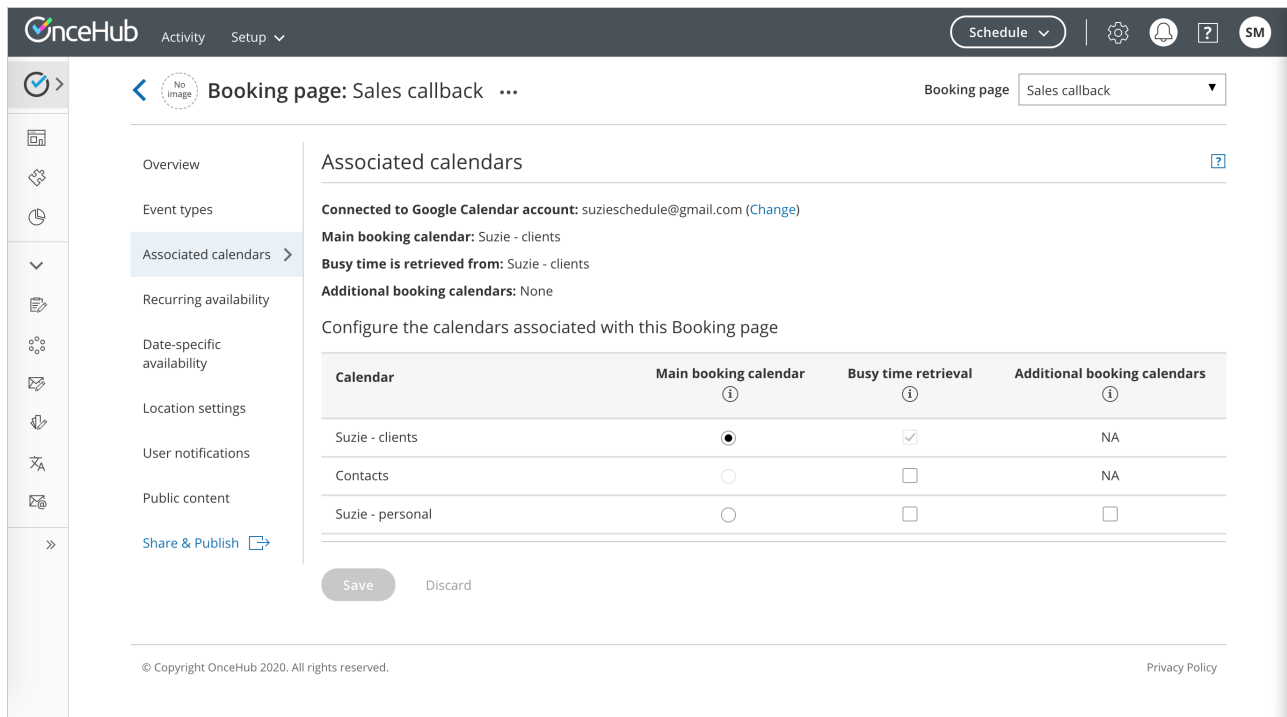 OnceHub Activity Setup Schedule ? SM
No image
Booking page: Sales callback •••
Booking page Sales callback
Overview
Event types
Associated calendars
Recurring availability
Date-specific
availability
Location settings
User notifications
Public content
Share & Publish
Associated calendars ?
Connected to Google Calendar account: suzieschedule@gmail.com (Change)
Main booking calendar: Suzie - clients
Busy time is retrieved from: Suzie - clients
Additional booking calendars: None
Configure the calendars associated with this Booking page
Calendar Main booking calendar Busy time retrieval Additional booking calendars
i i i
Suzie - clients NA
Contacts NA
Suzie - personal
Save Discard
© Copyright OnceHub 2020. All rights reserved. Privacy Policy